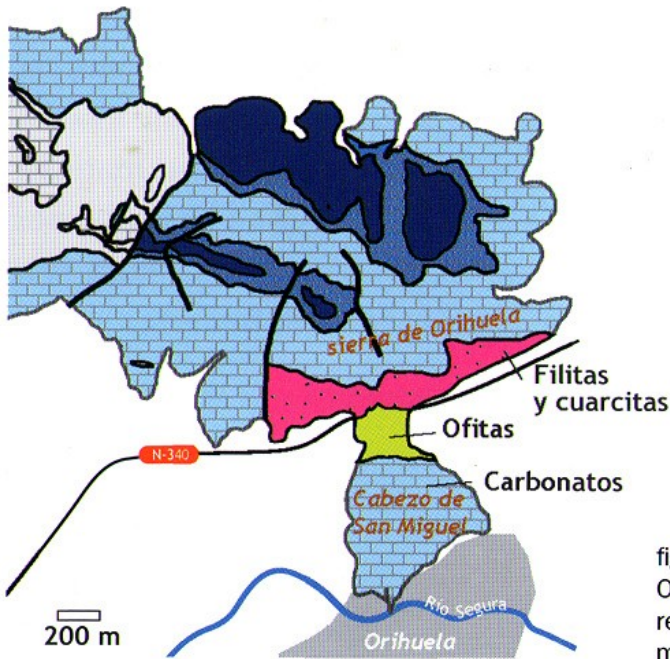 sierra de Orihuela
Filitas
y cuarcitas
Ofitas
N-340
Carbonatos
Cabezo de
San Miguel
Río Segura
200 m
Orihuela